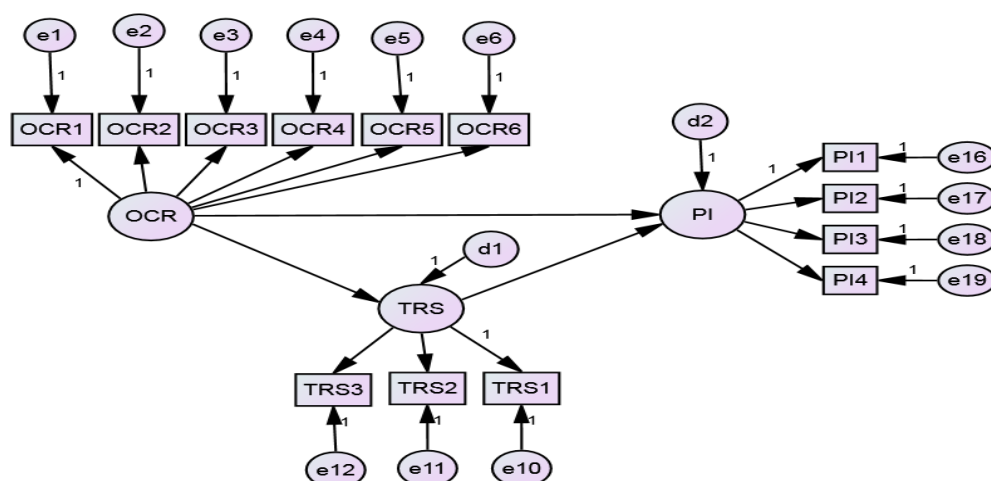 e1 e2 e3 e4 e5 e6
1 1 1 1 1 1
OCR1 OCR2 OCR3 OCR4 OCR5 OCR6
1
OCR
d2
1
PI
1
PI1 1 e16
PI2 1 e17
PI3 1 e18
PI4 1 e19
d1
1
TRS
1
TRS3 TRS2 TRS1
1 1 1
e12 e11 e10